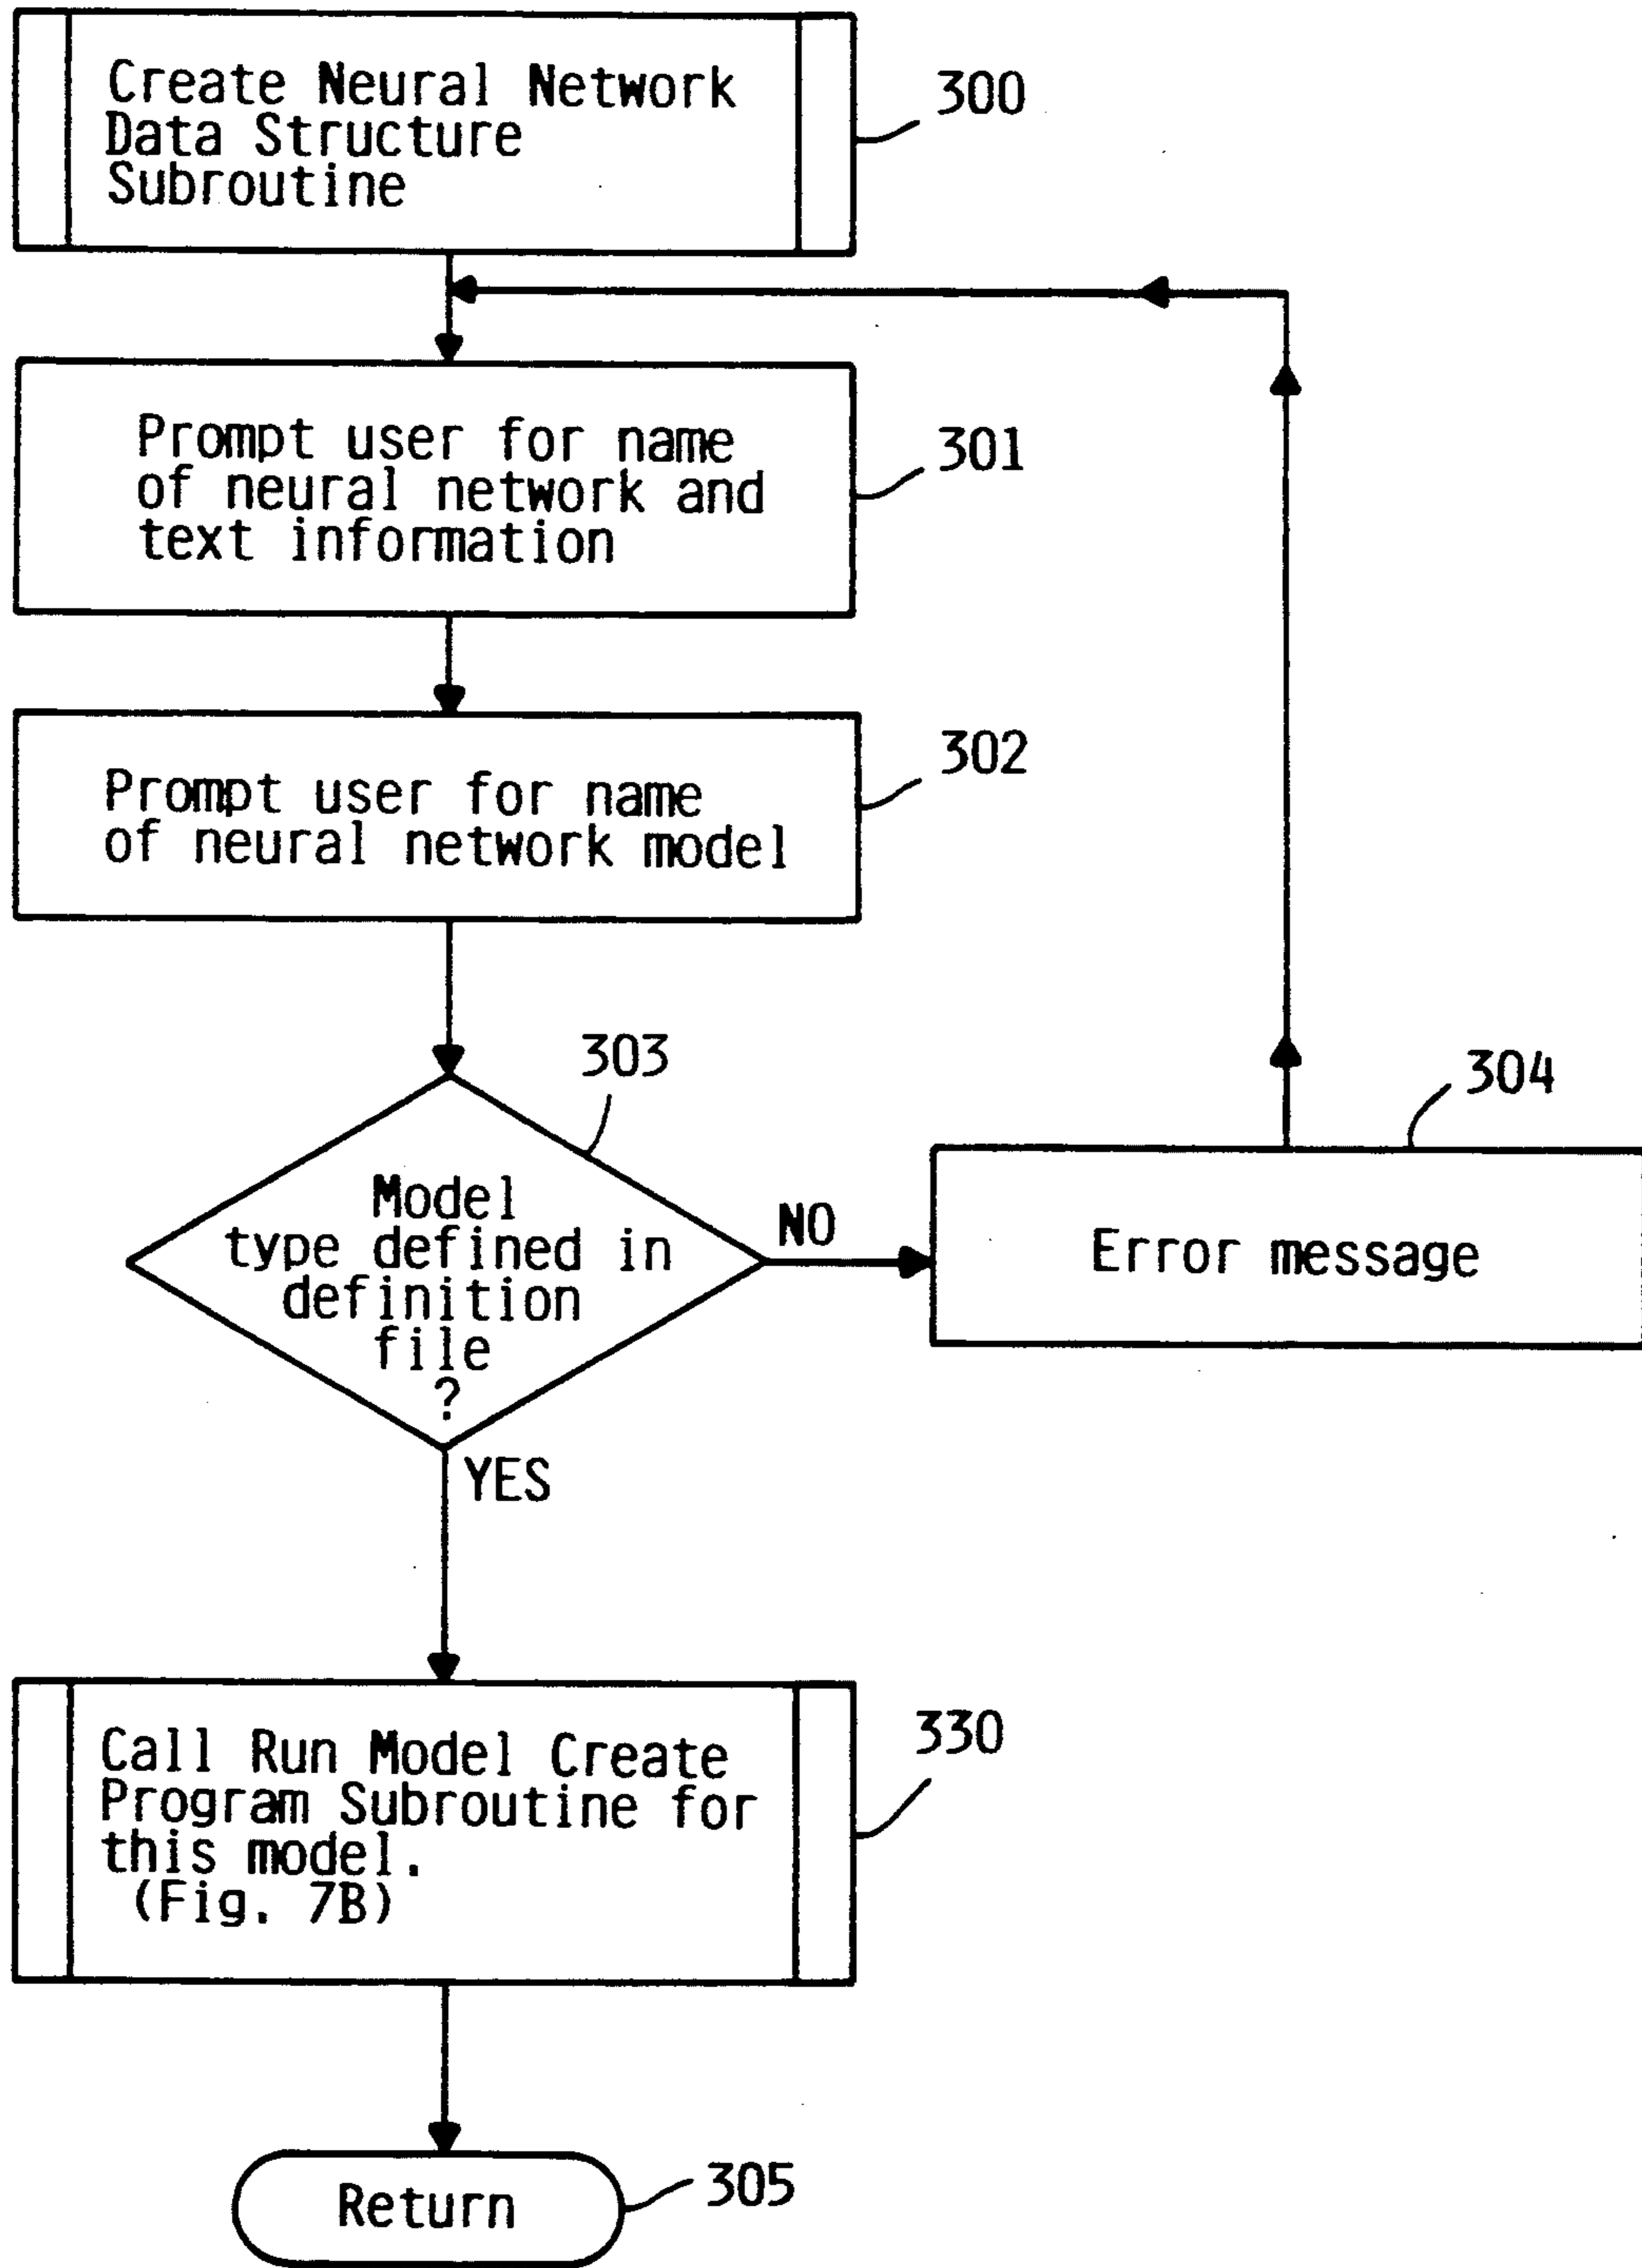 Create Neural Network
Data Structure
Subroutine
300
Prompt user for name
of neural network and
text information
301
Prompt user for name
of neural network model
302
303
Model
type defined in
definition
file
?
NO
304
Error message
YES
Call Run Model Create
Program Subroutine for
this model.
(Fig. 7B)
330
Return
305